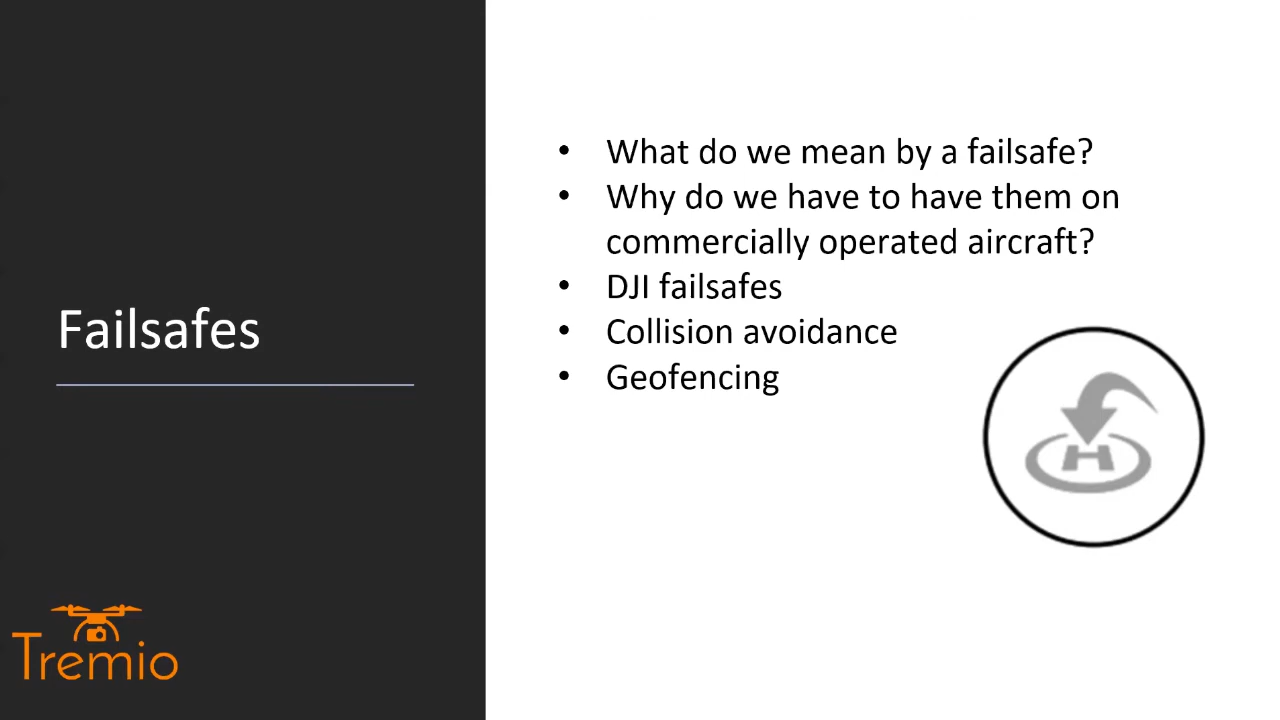 Failsafes
• What do we mean by a failsafe?
• Why do we have to have them on
commercially operated aircraft?
• DJI failsafes
• Collision avoidance
• Geofencing
H
Tremio